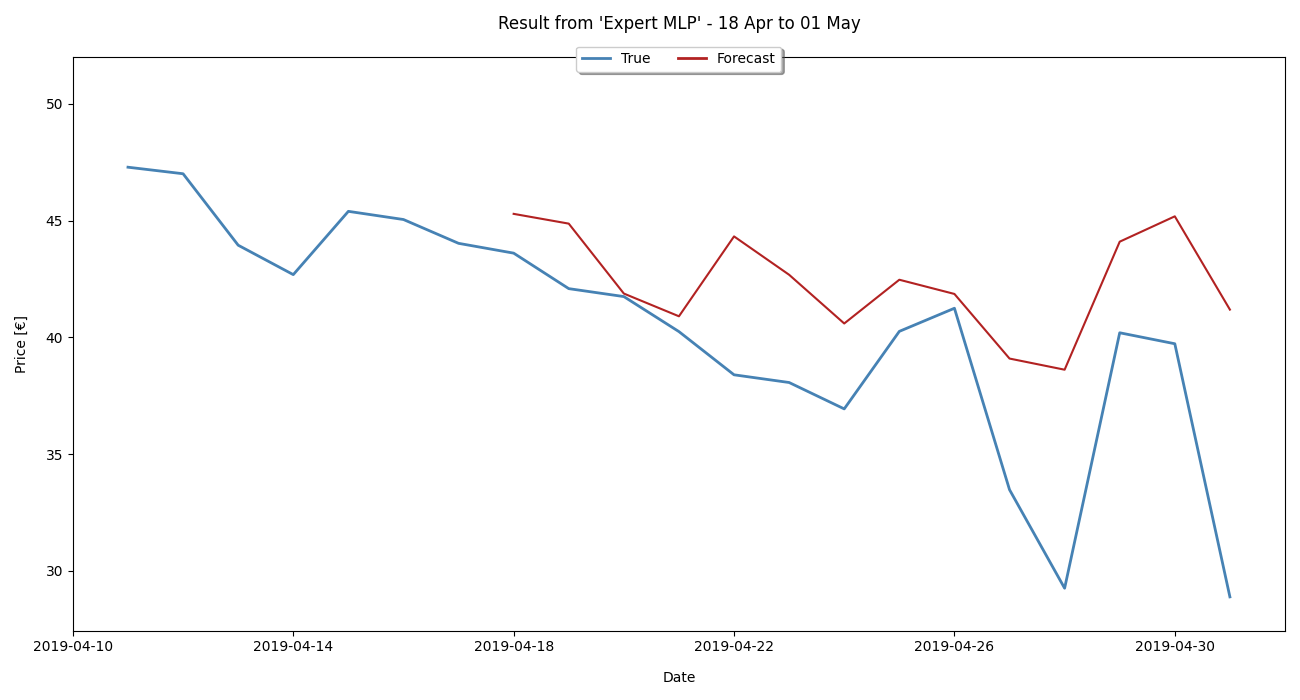 Result from 'Expert MLP' - 18 Apr to 01 May
True Forecast
Price [€]
50
45
40
35
30
2019-04-10 2019-04-14 2019-04-18 2019-04-22 2019-04-26 2019-04-30
Date